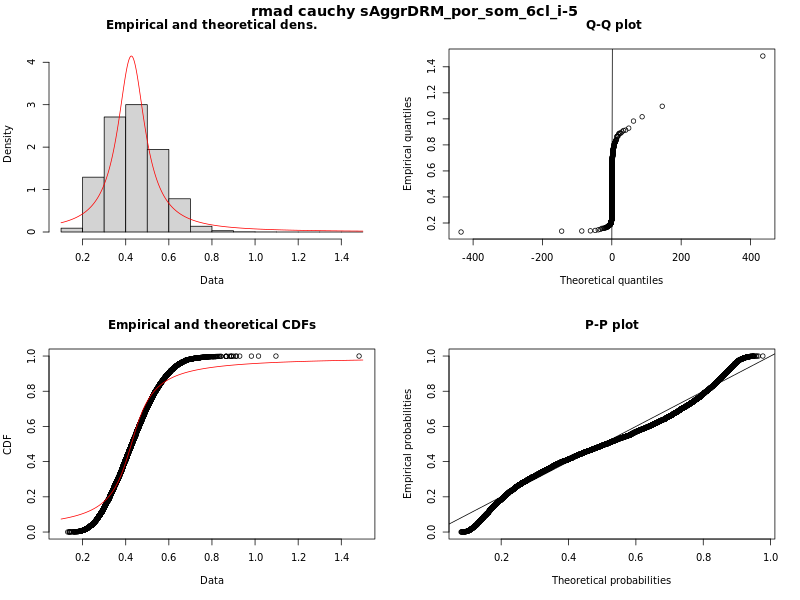 rmad cauchy sAggrDRM_por_som_6cl_i-5
Empirical and theoretical dens.
Density
0 1 2 3 4
0.2 0.4 0.6 0.8 1.0 1.2 1.4
Data
Q-Q plot
Empirical quantiles
0.2 0.4 0.6 0.8 1.0 1.2 1.4
-400 -200 0 200 400
Theoretical quantiles
Empirical and theoretical CDFs
CDF
0.0 0.2 0.4 0.6 0.8 1.0
0.2 0.4 0.6 0.8 1.0 1.2 1.4
Data
P-P plot
Empirical probabilities
0.0 0.2 0.4 0.6 0.8 1.0
0.2 0.4 0.6 0.8 1.0
Theoretical probabilities